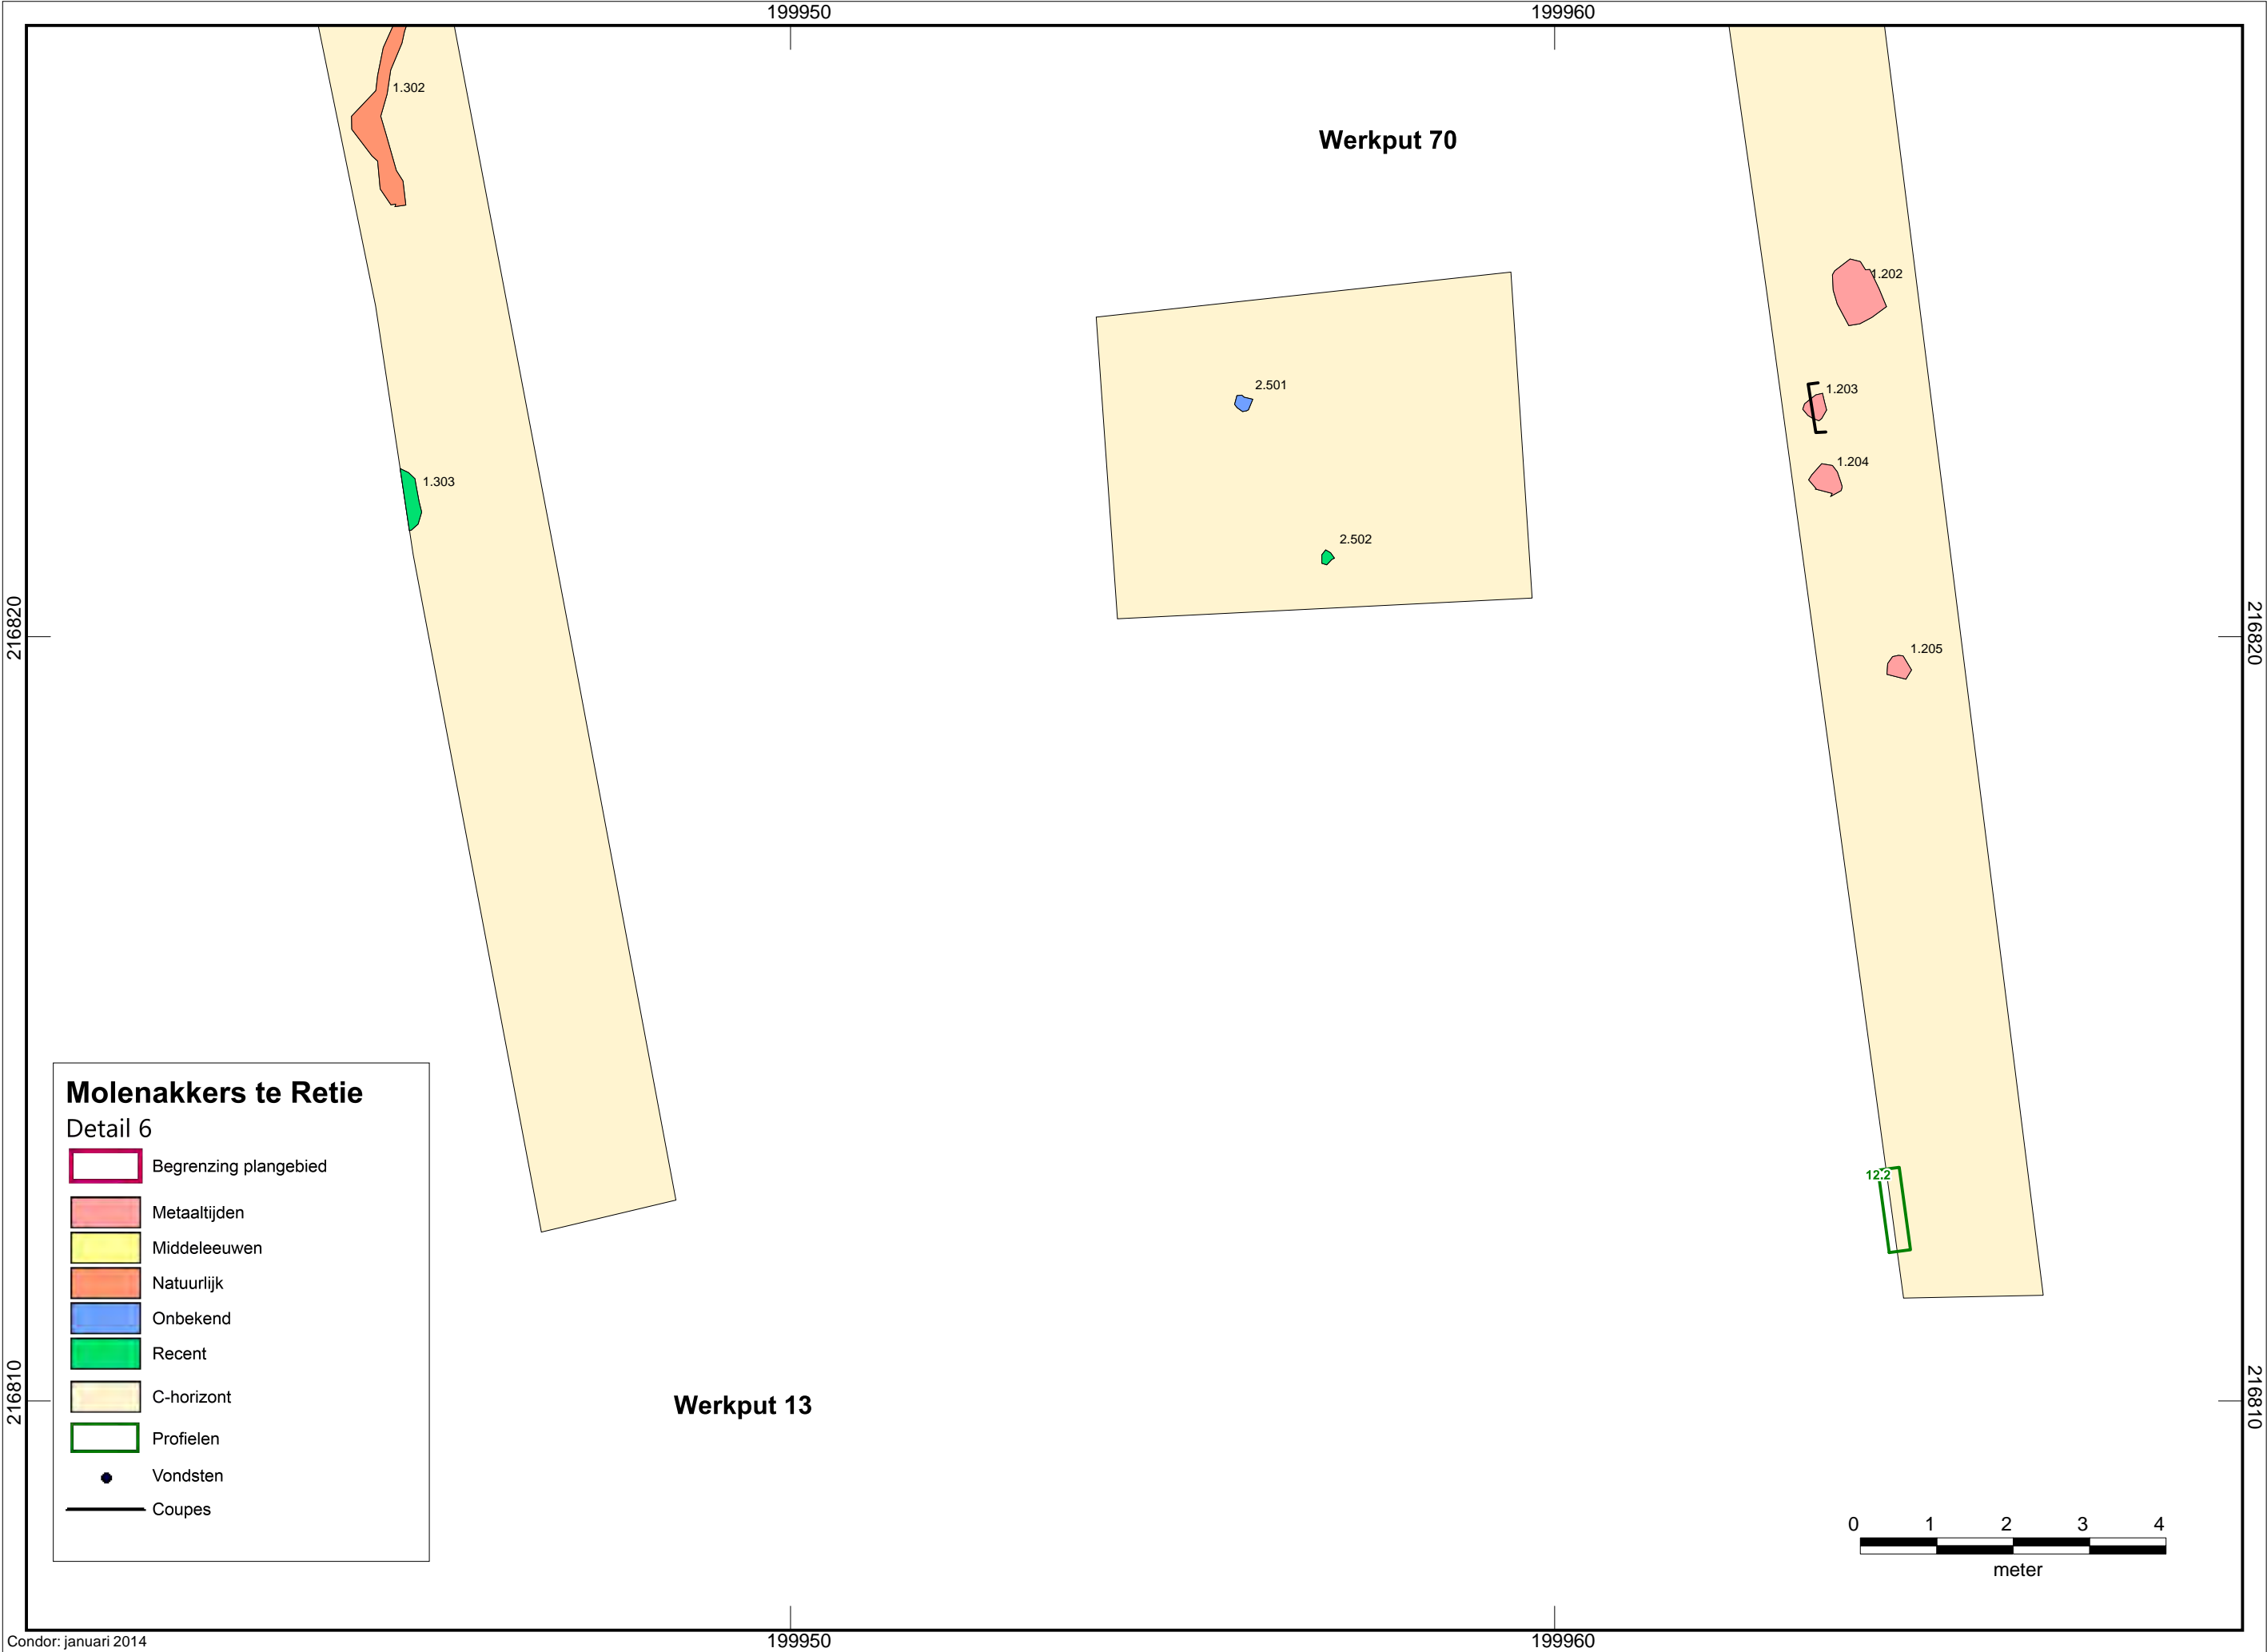 199950
199960
1.302
Werkput 70
1.202
2.501
1.203
1.204
1.303
2.502
216820
216820
1.205
Molenakkers te Retie
Detail 6
Begrenzing plangebied
Metaaltijden
Middeleeuwen
Natuurlijk
Onbekend
Recent
C-horizont
Profielen
Vondsten
Coupes
12.2
216810
216810
Werkput 13
0 1 2 3 4
meter
Condor: januari 2014
199950
199960